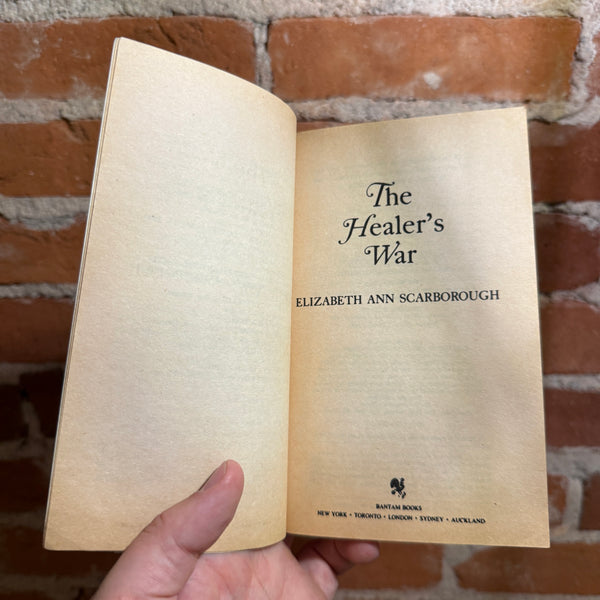 The
Healer's
War
ELIZABETH ANN SCARBOROUGH
BANTAM BOOKS
NEW YORK • TORONTO • LONDON • SYDNEY • AUCKLAND